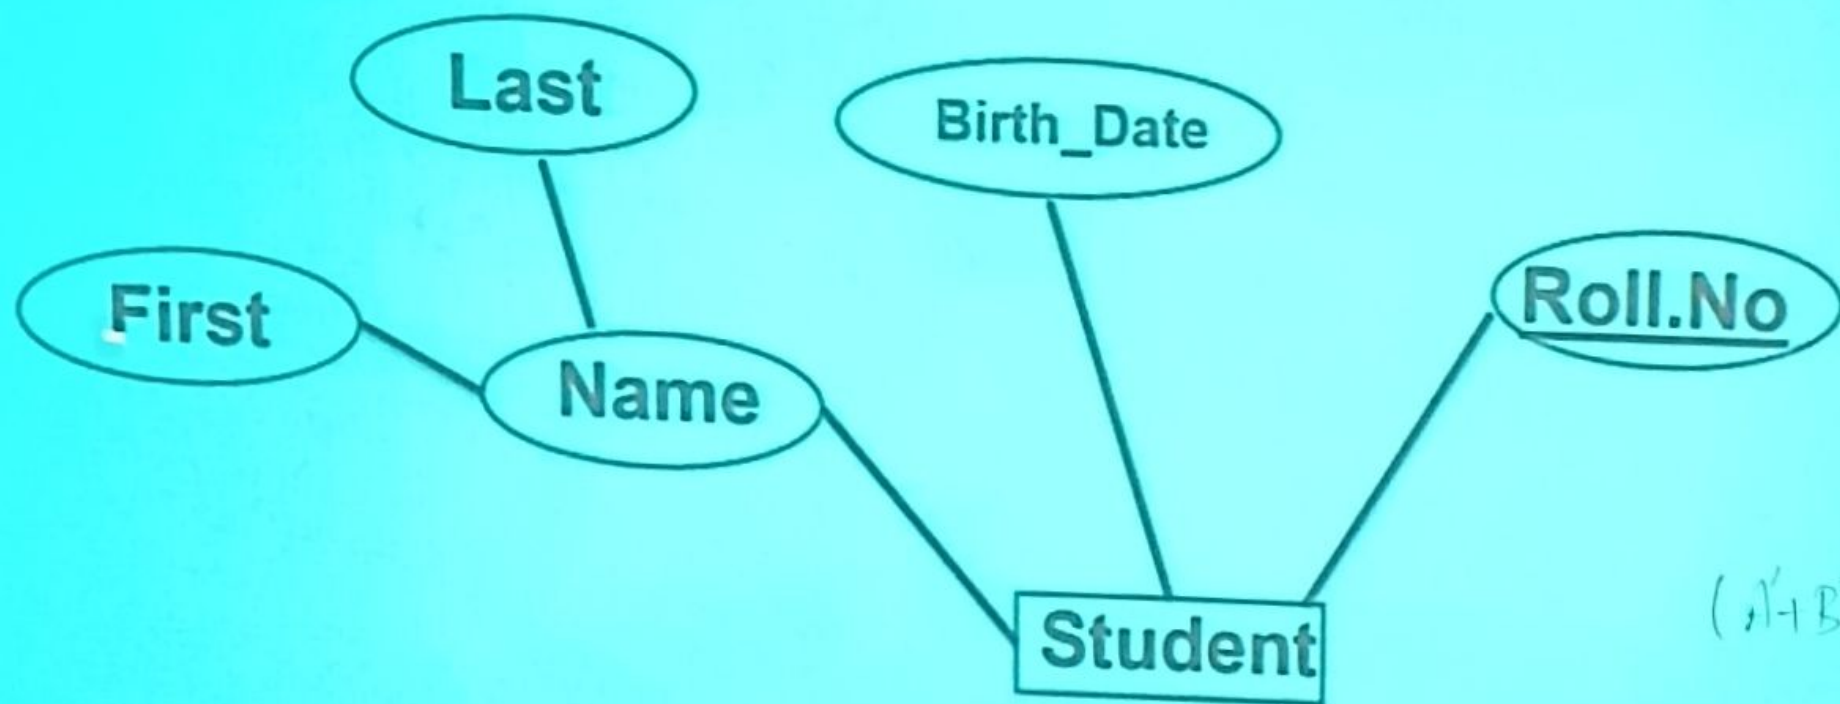 Last
Birth_Date
First
Roll.No
Name
Student
(A'+B